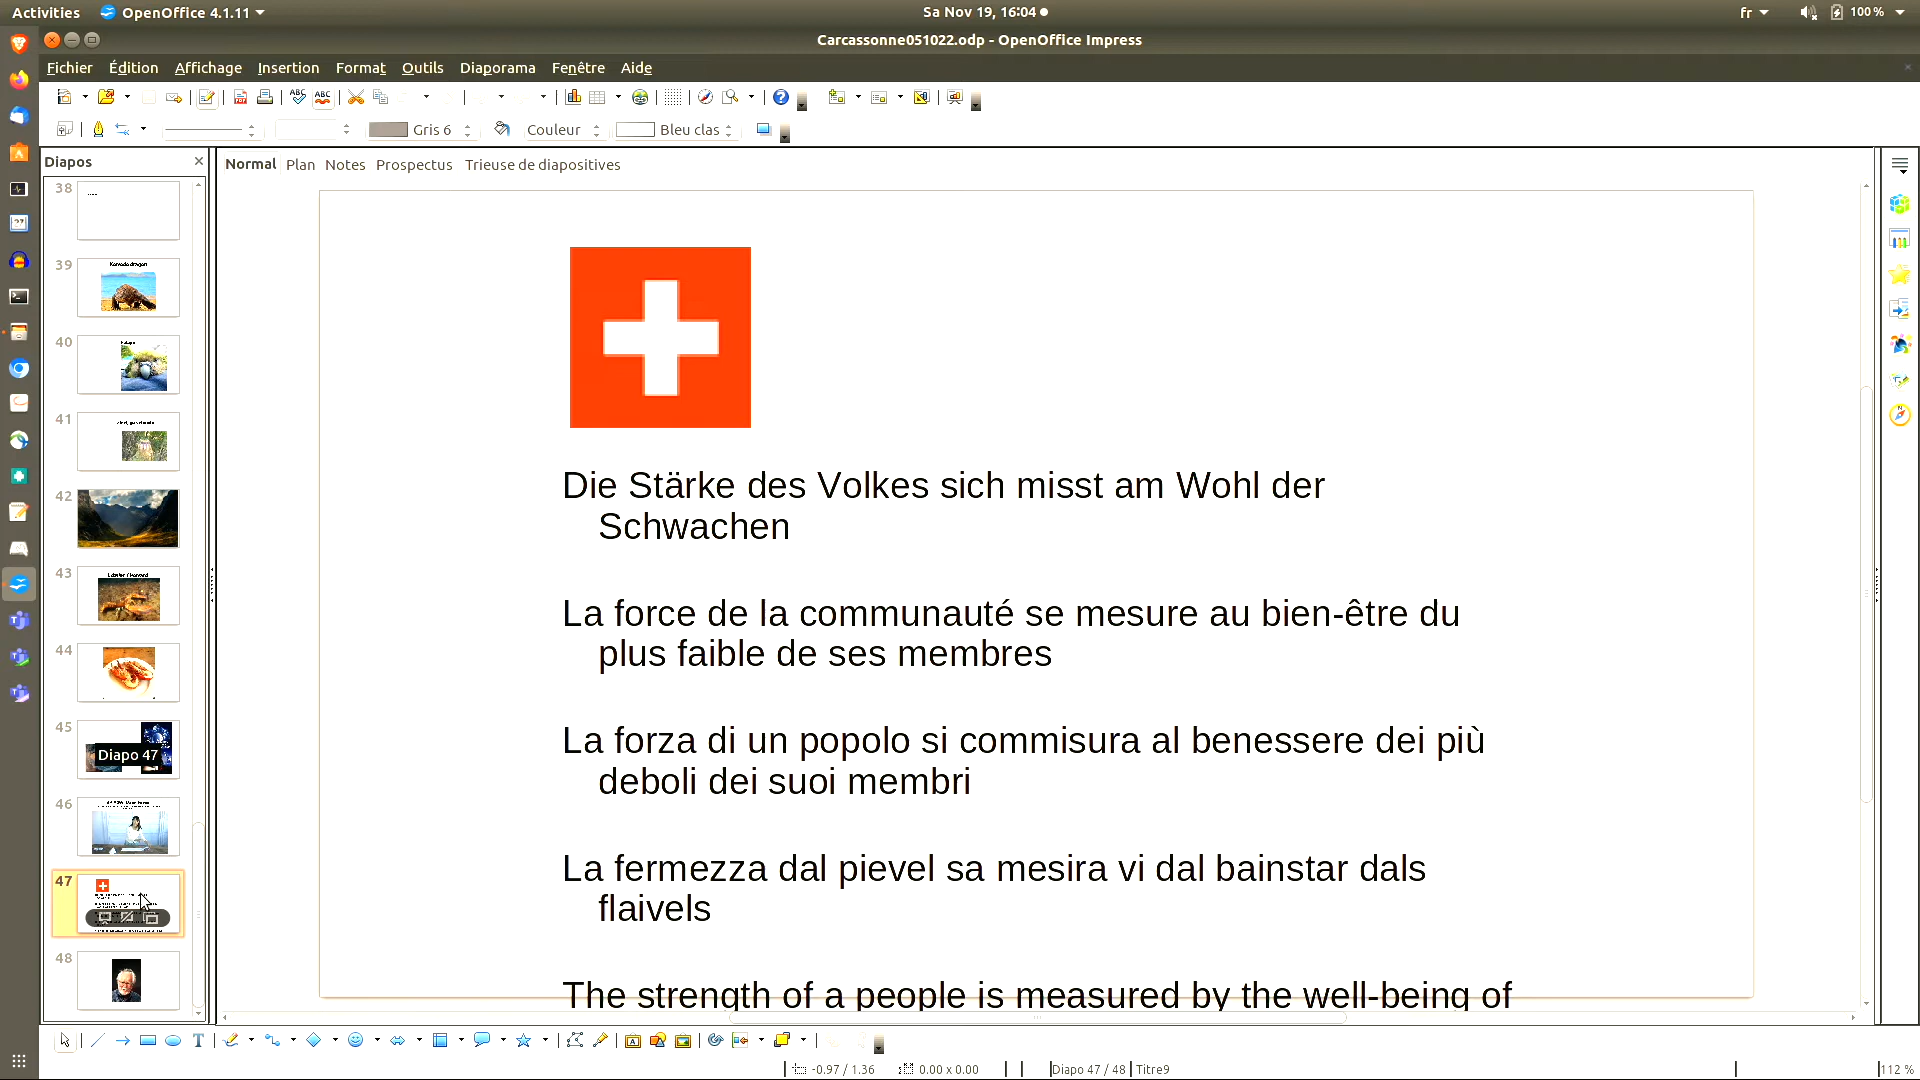 Activities OpenOffice 4.1.11 Sa Nov 19, 16:04 fr 100 %
Carcassonne051022.odp - OpenOffice Impress
Fichier Édition Affichage Insertion Format Outils Diaporama Fenêtre Aide
Gris 6 Couleur Bleu clas
Diapos
Normal Plan Notes Prospectus Trieuse de diapositives
38
39
Komodo dragon
40
41
42
43
44
45
Diapo 47
46
47
48
Die Stärke des Volkes sich misst am Wohl der
Schwachen
La force de la communauté se mesure au bien-être du
plus faible de ses membres
La forza di un popolo si commisura al benessere dei più
deboli dei suoi membri
La fermezza dal pievel sa mesira vi dal bainstar dals
flaivels
The strength of a people is measured by the well-being of
-0.97 / 1.36 0.00 x 0.00 Diapo 47 / 48 Titre9 112 %